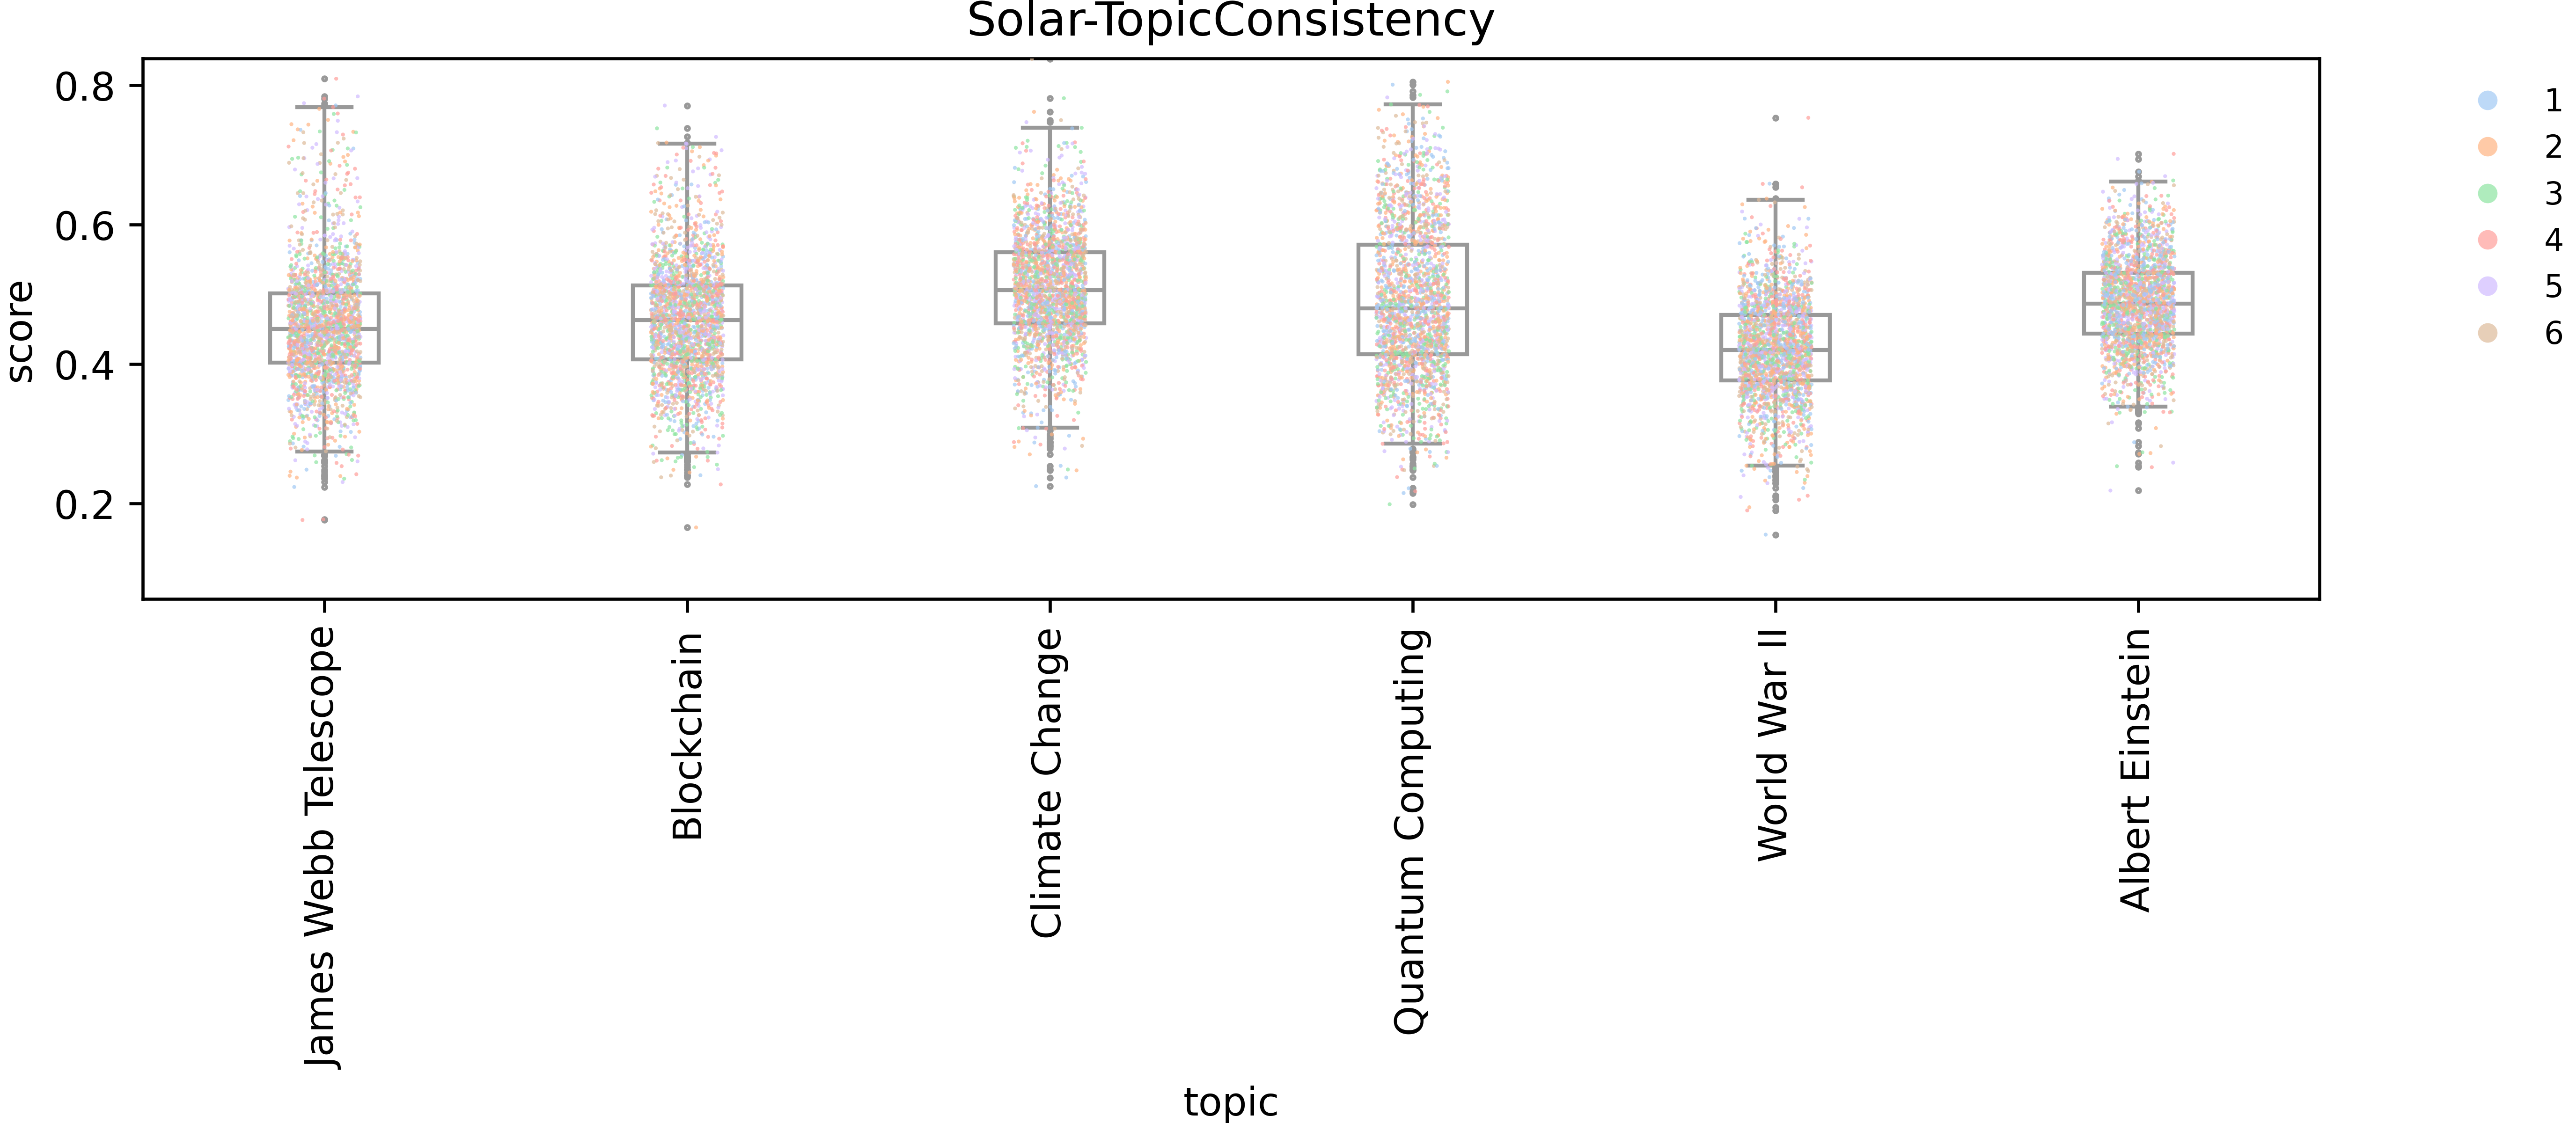 Solar-TopicConsistency
score
0.8
0.6
0.4
0.2
James Webb Telescope
Blockchain
Climate Change
Quantum Computing
World War II
Albert Einstein
topic
1
2
3
4
5
6